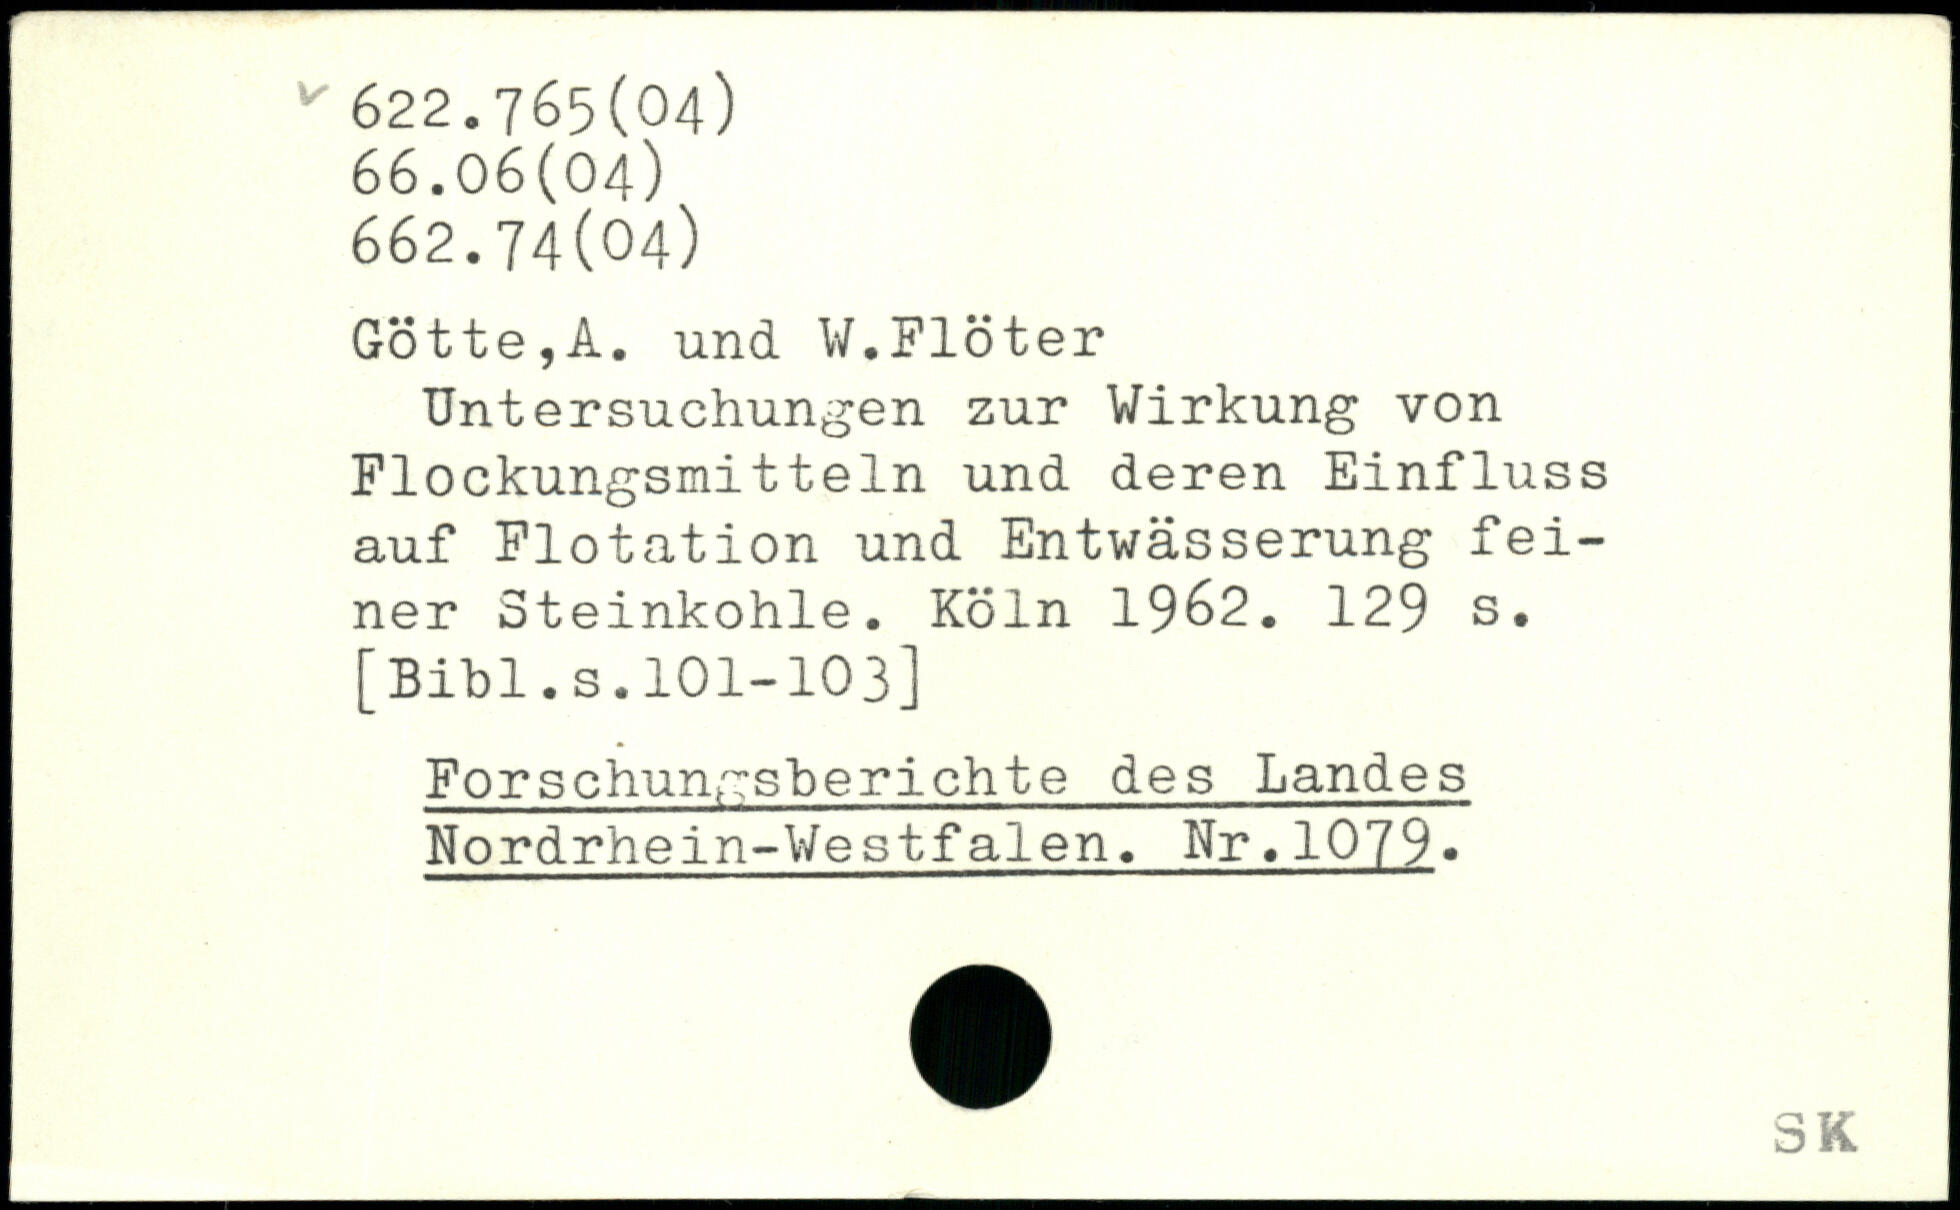 622.765(04)
66.06(04)
662.74(04)
Götte,A. und W.Flöter
Untersuchungen zur Wirkung von
Flockungsmitteln und deren Einfluss
auf Flotation und Entwässerung fei-
ner Steinkohle. Köln 1962. 129 s.
[Bibl.s.101-103]
Forschungsberichte des Landes
Nordrhein-Westfalen. Nr.1079.
SK